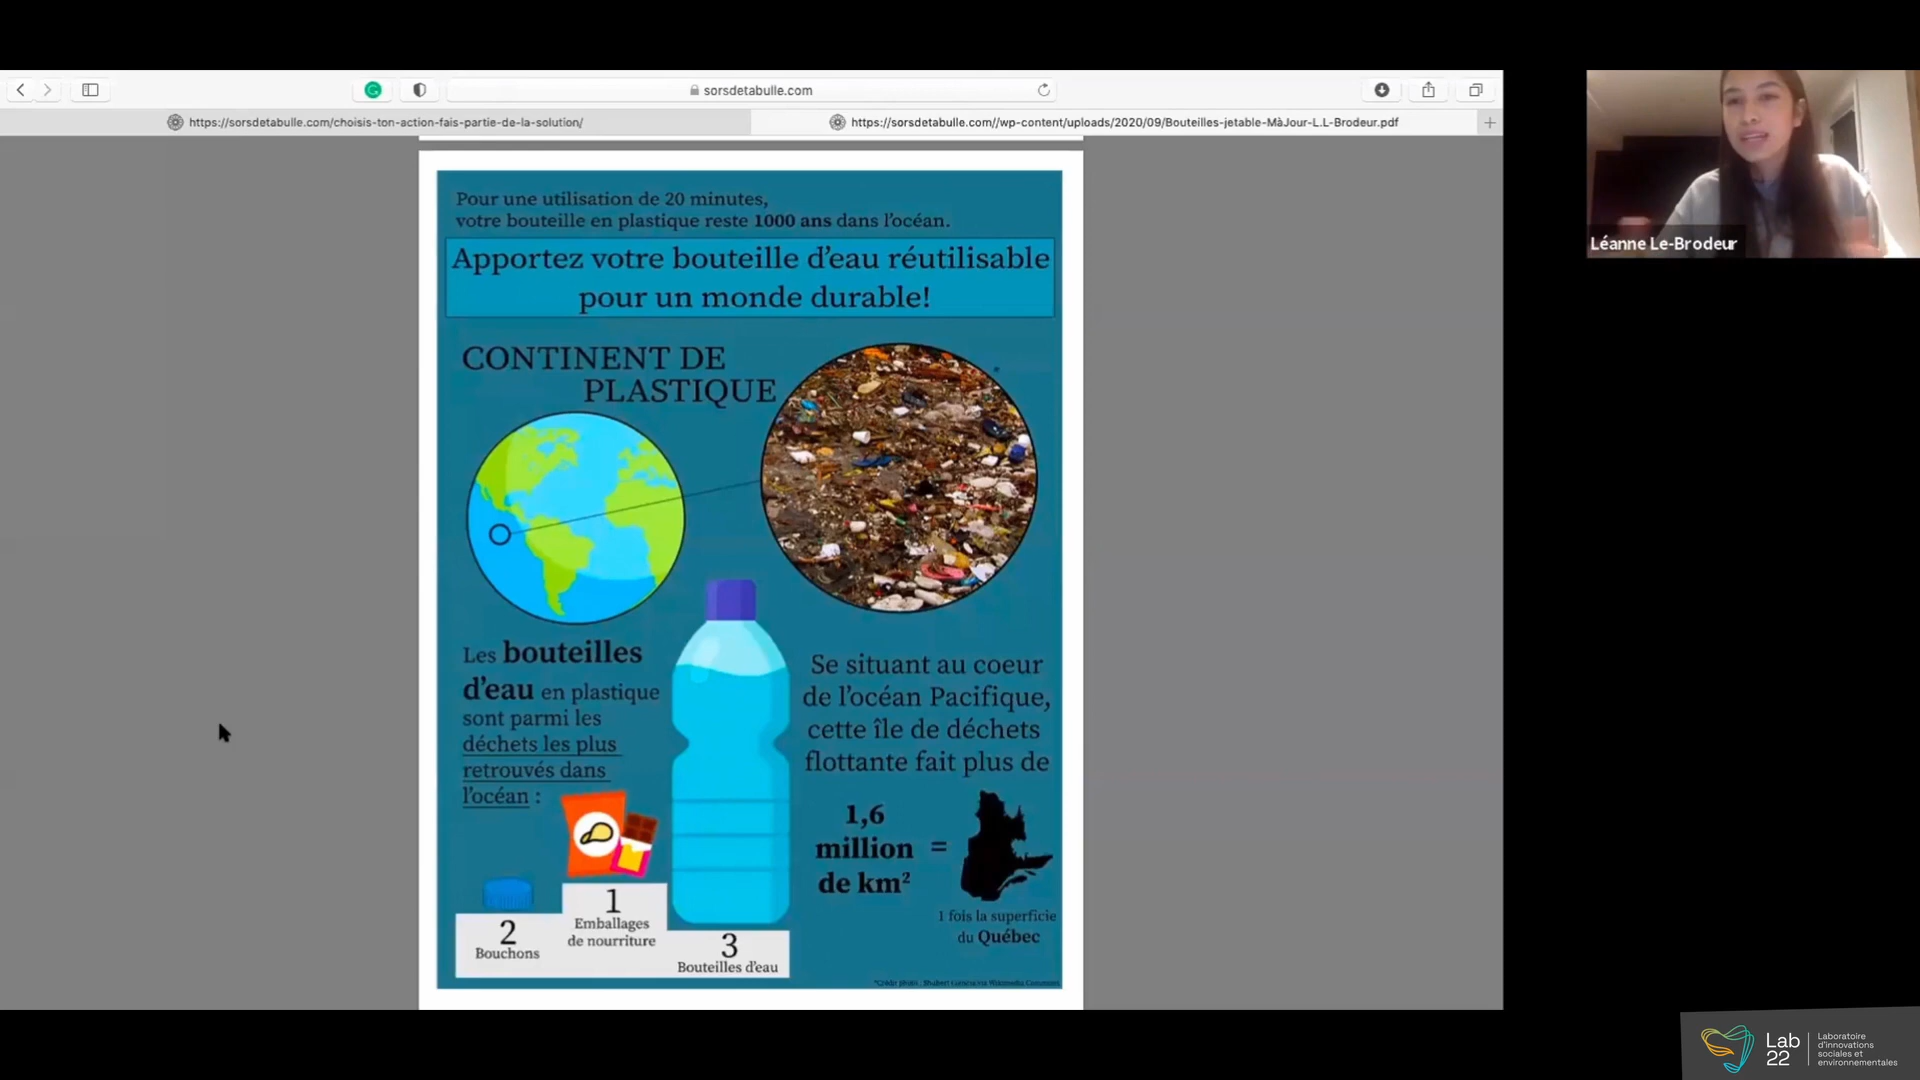 sorsdetabulle.com
https://sorsdetabulle.com/choisis-ton-action-fais-partie-de-la-solution/
https://sorsdetabulle.com//wp-content/uploads/2020/09/Bouteilles-jetable-MàJour-L.L-Brodeur.pdf
Léanne Le-Brodeur
Pour une utilisation de 20 minutes,
votre bouteille en plastique reste 1000 ans dans l'océan.
Apportez votre bouteille d'eau réutilisable
pour un monde durable!
CONTINENT DE
PLASTIQUE
Les bouteilles
d'eau en plastique
sont parmi les
déchets les plus
retrouvés dans
l'océan :
2
Bouchons
1
Emballages
de nourriture
3
Bouteilles d'eau
Se situant au coeur
de l'océan Pacifique,
cette île de déchets
flottante fait plus de
1,6
million
de km²
=
1 fois la superficie
du Québec
Lab
22
Laboratoire
d'innovations
sociales et
environnementales